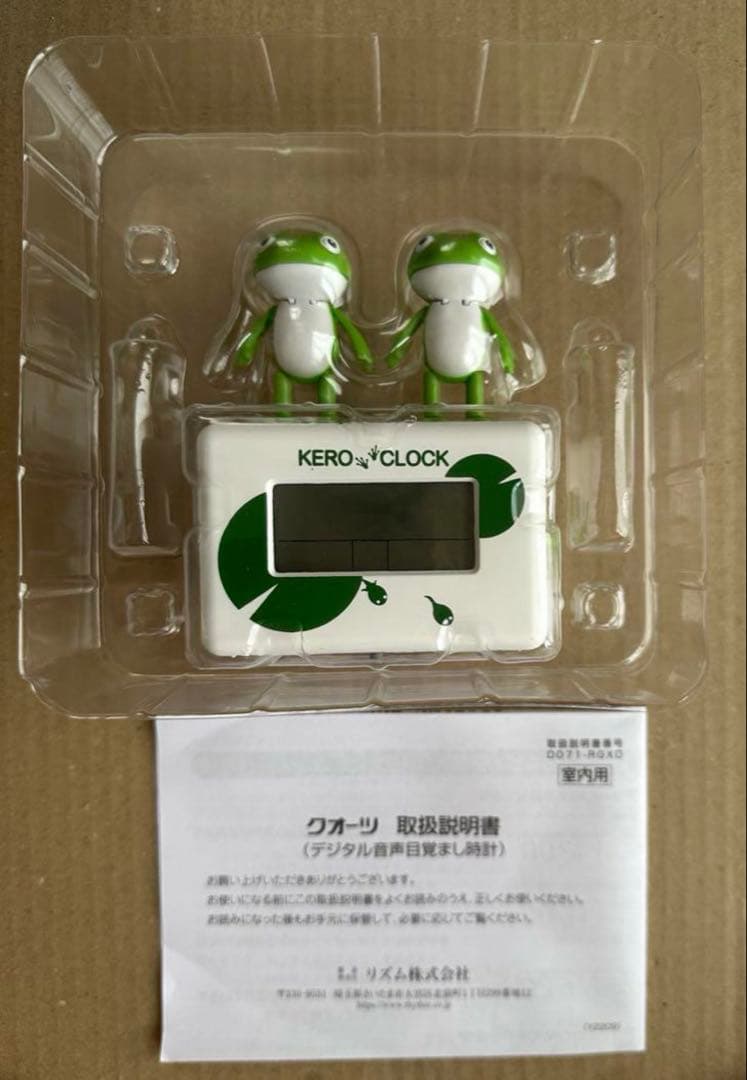 KERO CLOCK
取扱説明書番号
D071-RGXD
室内用
クオーツ 取扱説明書
(デジタル音声目覚まし時計)
お買い上げいただきありがとうございます。
お使いになる前にこの取扱説明書をよくお読みのうえ、正しくお使いください。
お読みになった後もお手元に保管して、必要に応じてご覧ください。
リズム株式会社